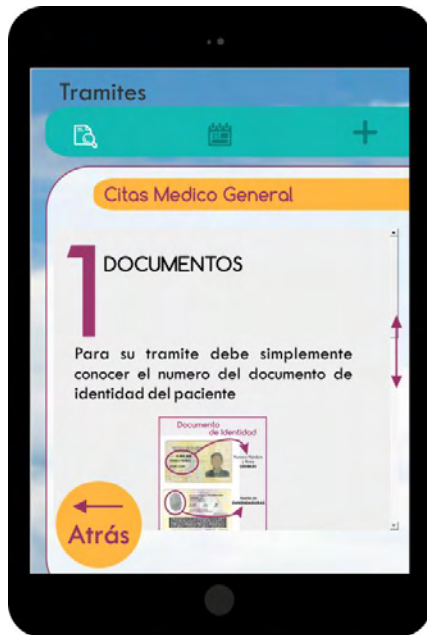 Tramites
Citas Medico General
1
DOCUMENTOS
Para su tramite debe simplemente
conocer el numero del documento de
identidad del paciente
Documento
de Identidad
Atrás